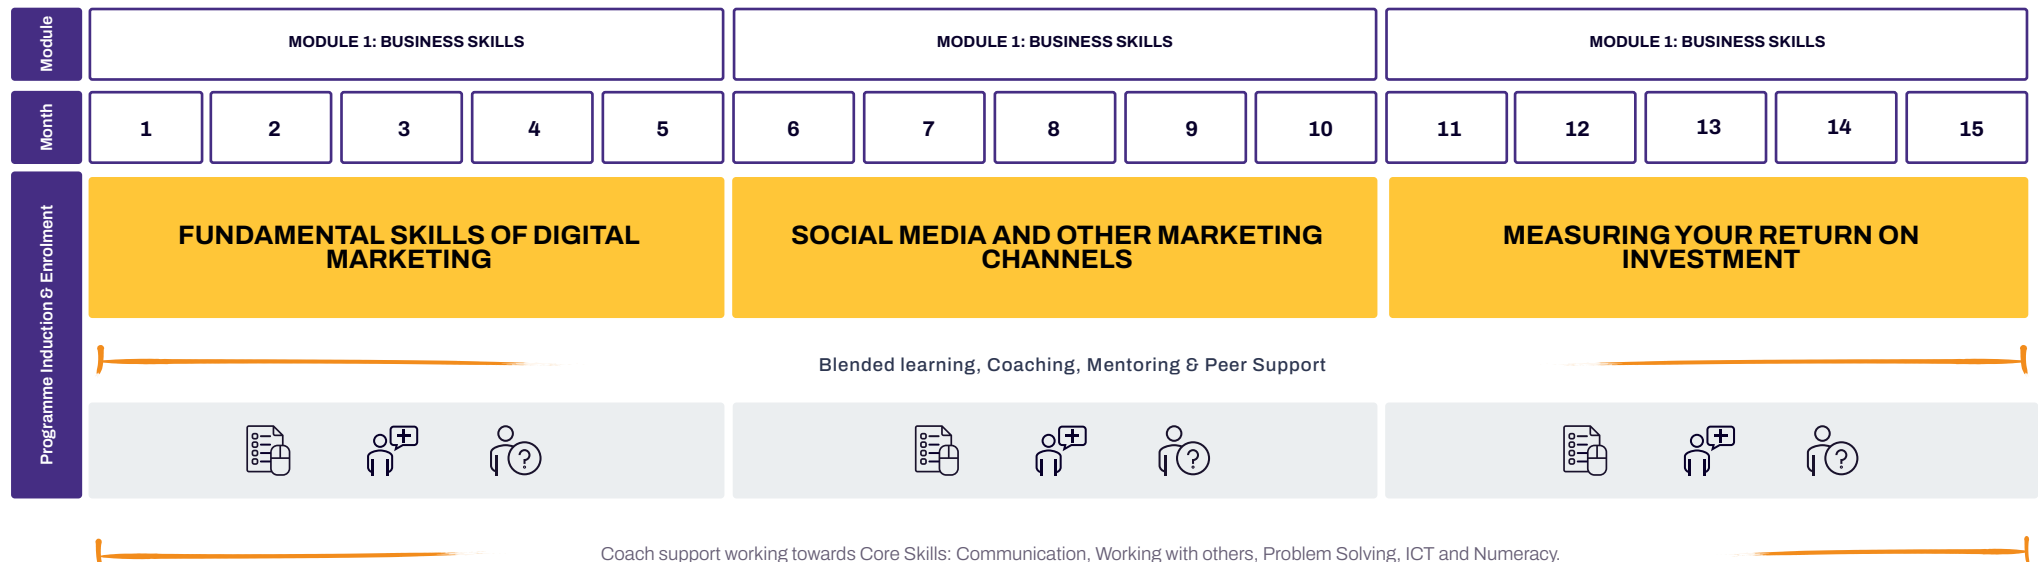 Module
MODULE 1: BUSINESS SKILLS
MODULE 1: BUSINESS SKILLS
MODULE 1: BUSINESS SKILLS
Month
1
2
3
4
5
6
7
8
9
10
11
12
13
14
15
Programme Induction & Enrolment
FUNDAMENTAL SKILLS OF DIGITAL
MARKETING
SOCIAL MEDIA AND OTHER MARKETING
CHANNELS
MEASURING YOUR RETURN ON
INVESTMENT
Blended learning, Coaching, Mentoring & Peer Support
?
?
?
Coach support working towards Core Skills: Communication, Working with others, Problem Solving, ICT and Numeracy.